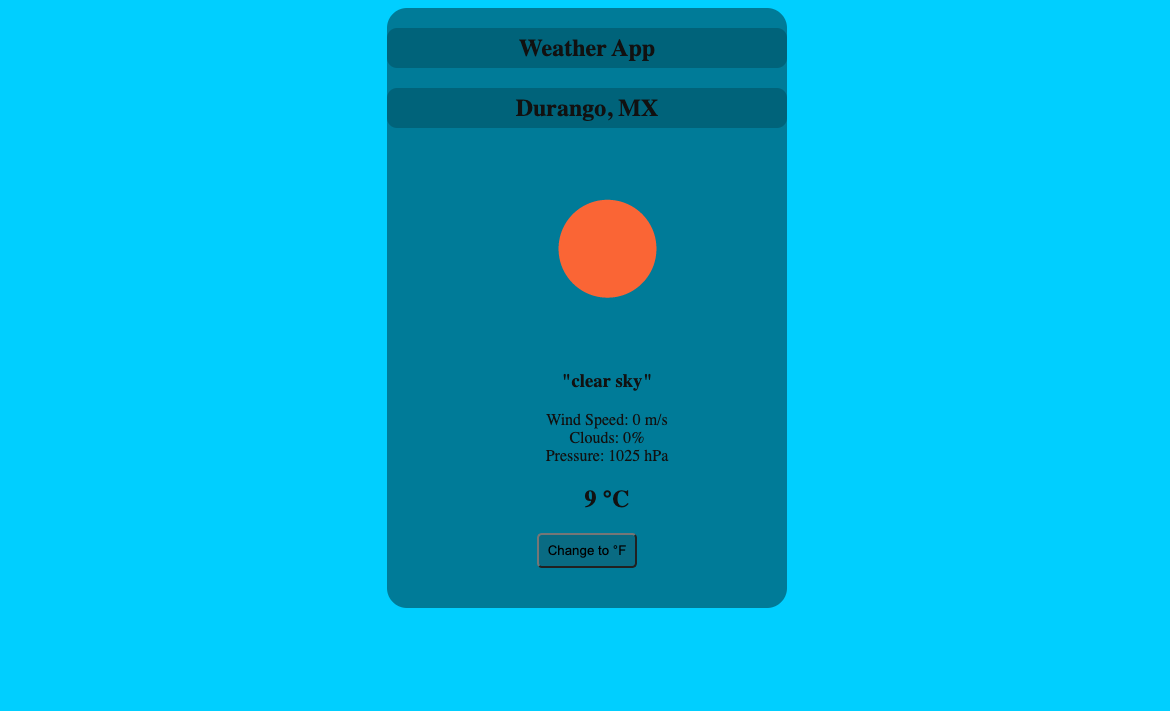 Weather App
Durango, MX
"clear sky"
Wind Speed: 0 m/s
Clouds: 0%
Pressure: 1025 hPa
9 °C
Change to °F